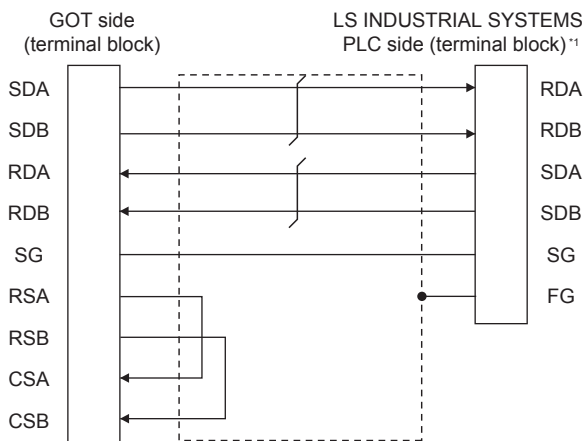 GOT side
(terminal block)
LS INDUSTRIAL SYSTEMS
PLC side (terminal block) *1
SDA
RDA
SDB
RDB
RDA
SDA
RDB
SDB
SG
SG
RSA
FG
RSB
CSA
CSB